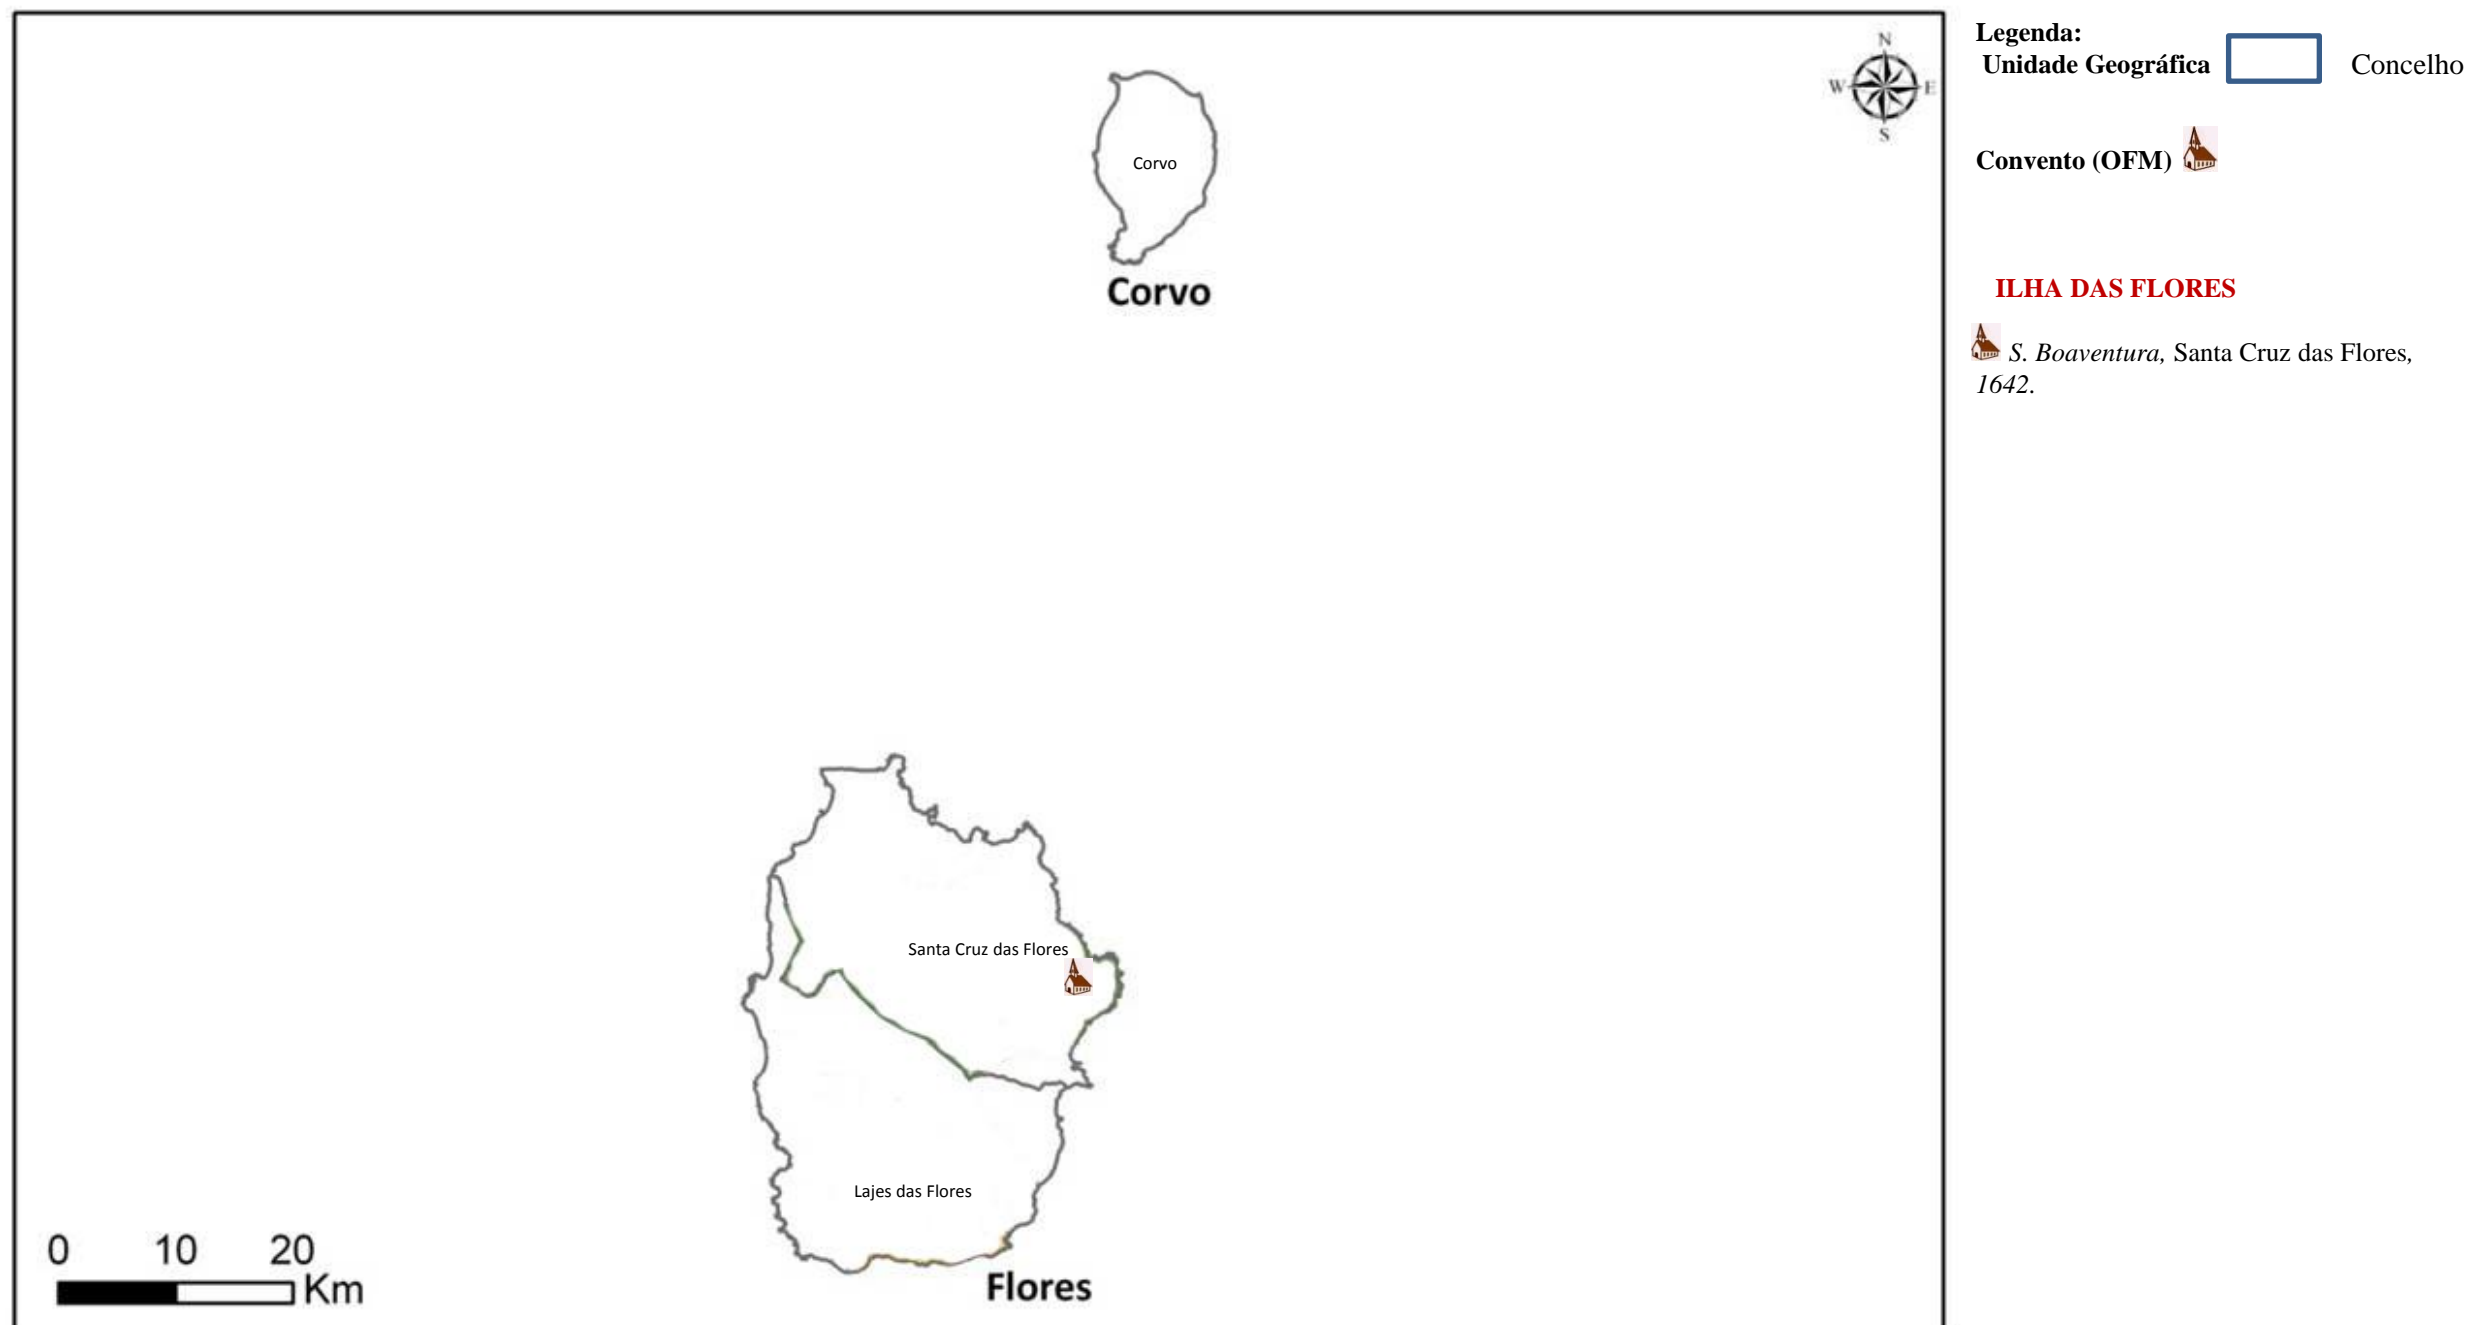 N
W E
S
Corvo
Corvo
Santa Cruz das Flores
Lajes das Flores
Flores
0 10 20
Km
Legenda:
Unidade Geográfica Concelho
Convento (OFM)
ILHA DAS FLORES
S. Boaventura, Santa Cruz das Flores,
1642.